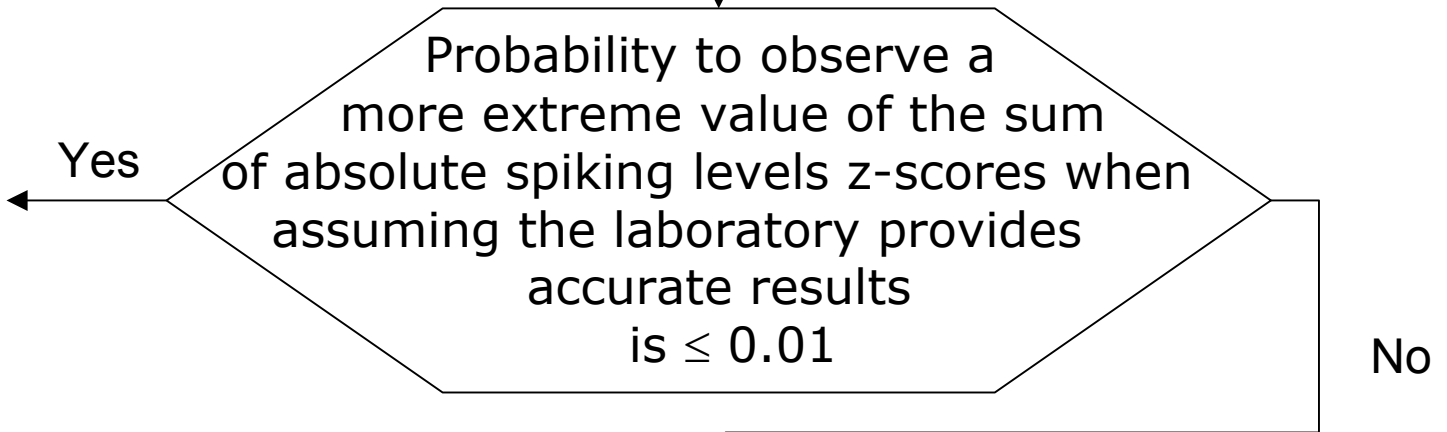 Probability to observe a
more extreme value of the sum
Yes
of absolute spiking levels z-scores when
assuming the laboratory provides
accurate results
is ≤ 0.01
No